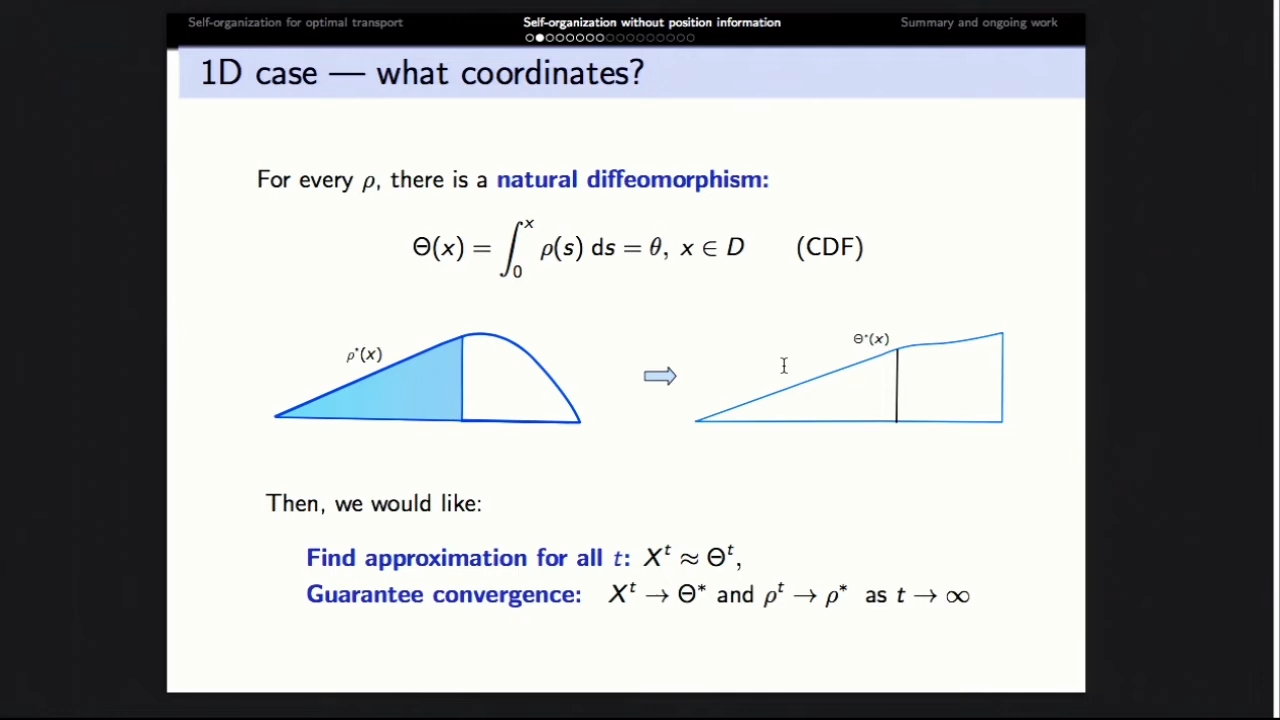 Self-organization for optimal transport Self-organization without position information Summary and ongoing work
1D case — what coordinates?
For every ρ, there is a natural diffeomorphism:
Θ(x) = ∫₀ˣ ρ(s) ds = θ, x ∈ D (CDF)
ρ*(x)
Θ*(x)
Then, we would like:
Find approximation for all t: Xᵗ ≈ Θᵗ,
Guarantee convergence: Xᵗ → Θ* and ρᵗ → ρ* as t → ∞